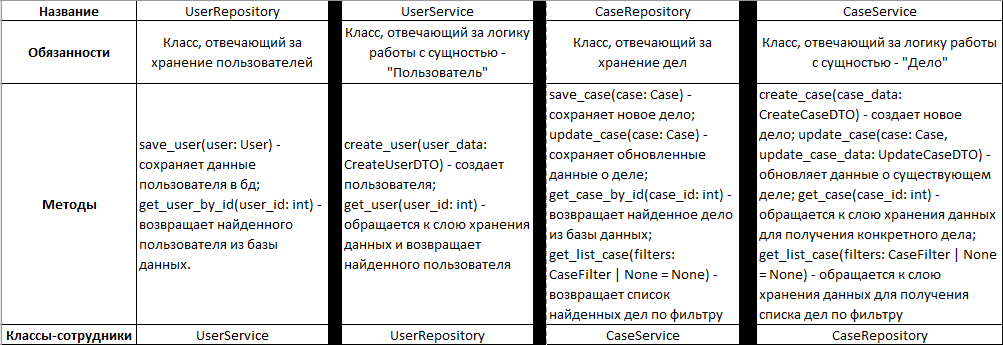 Название
UserRepository
UserService
CaseRepository
CaseService
Обязанности
Класс, отвечающий за
хранение пользователей
Класс, отвечающий за логику
работы с сущностью -
"Пользователь"
Класс, отвечающий за
хранение дел
Класс, отвечающий за логику работы
с сущностью - "Дело"
Методы
save_user(user: User) -
сохраняет данные
пользователя в бд;
get_user_by_id(user_id: int) -
возвращает найденного
пользователя из базы
данных.
create_user(user_data:
CreateUserDTO) - создает
пользователя;
get_user(user_id: int) -
обращается к слою хранения
данных и возвращает
найденного пользователя
save_case(case: Case) -
сохраняет новое дело;
update_case(case: Case) -
сохраняет обновленные
данные о деле;
get_case_by_id(case_id: int) -
возвращает найденное дело
из базы данных;
get_list_case(filters:
CaseFilter | None = None) -
возвращает список
найденных дел по фильтру
create_case(case_data:
CreateCaseDTO) - создает новое
дело; update_case(case: Case,
update_case_data: UpdateCaseDTO) -
обновляет данные о существующем
деле; get_case(case_id: int) -
обращается к слою хранения данных
для получения конкретного дела;
get_list_case(filters: CaseFilter | None
= None) - обращается к слою
хранения данных для получения
списка дел по фильтру
Классы-сотрудники
UserService
UserRepository
CaseService
CaseRepository